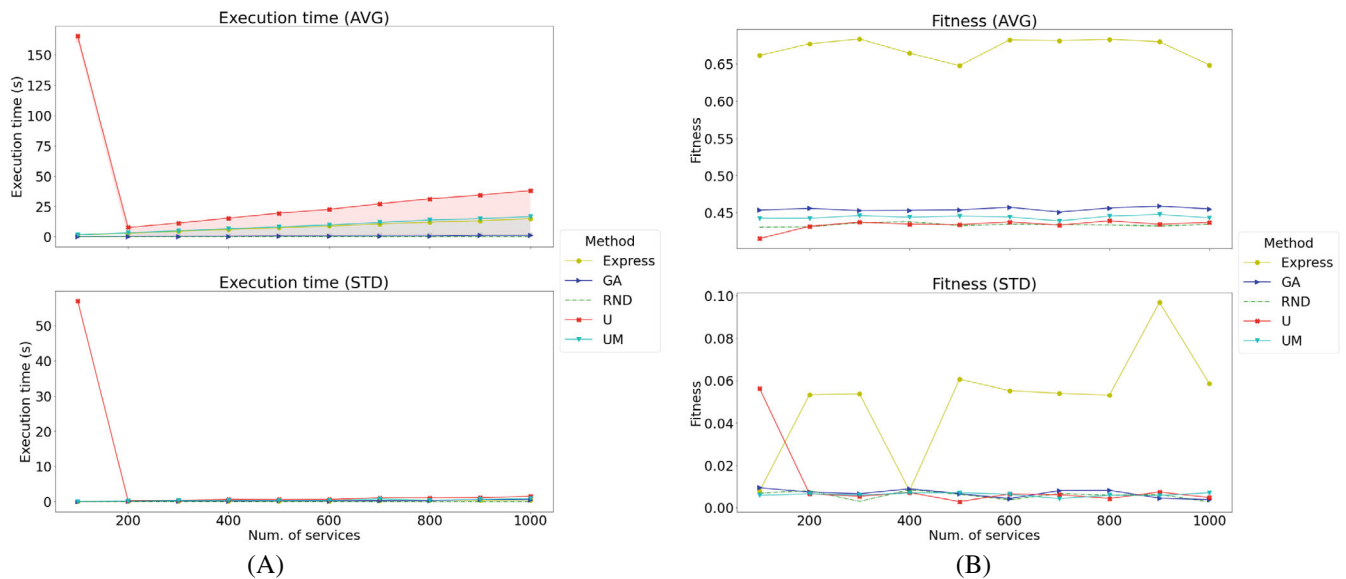 Execution time (AVG)
Execution time (s)
150
125
100
75
50
25
0
Execution time (STD)
Execution time (s)
50
40
30
20
10
0
200
400
600
800
1000
Num. of services
Method
Express
GA
RND
U
UM
(A)
Fitness (AVG)
Fitness
0.65
0.60
0.55
0.50
0.45
Fitness (STD)
Fitness
0.10
0.08
0.06
0.04
0.02
0.00
200
400
600
800
1000
Num. of services
Method
Express
GA
RND
U
UM
(B)